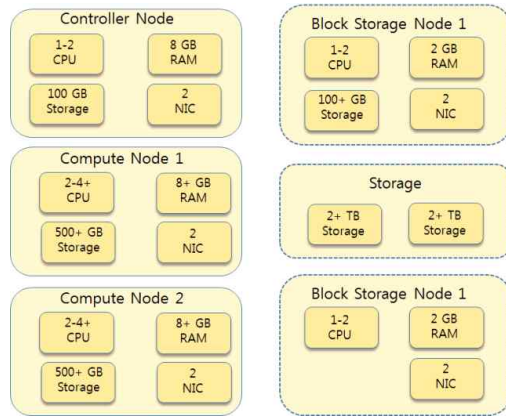 Controller Node
1-2
CPU
8 GB
RAM
100 GB
Storage
2
NIC
Compute Node 1
2-4+
CPU
8+ GB
RAM
500+ GB
Storage
2
NIC
Compute Node 2
2-4+
CPU
8+ GB
RAM
500+ GB
Storage
2
NIC
Block Storage Node 1
1-2
CPU
2 GB
RAM
100+ GB
Storage
2
NIC
Storage
2+ TB
Storage
2+ TB
Storage
Block Storage Node 1
1-2
CPU
2 GB
RAM
2
NIC